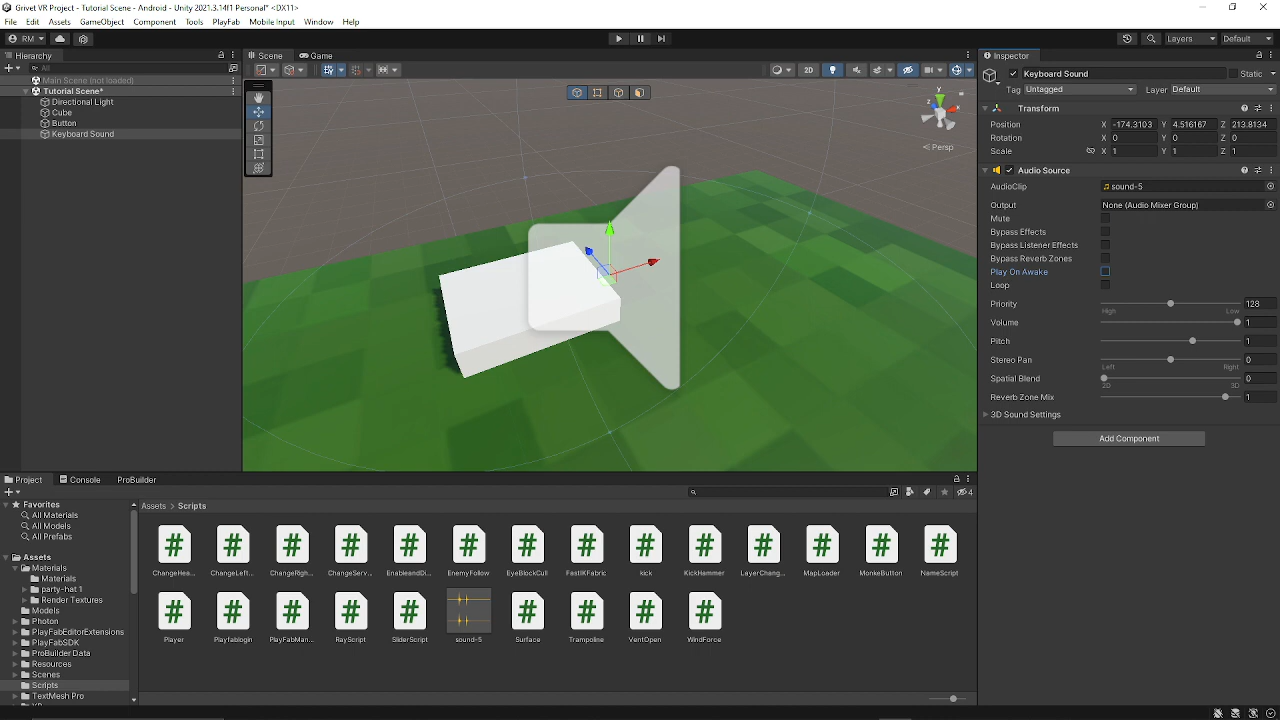 Grivet VR Project - Tutorial Scene - Android - Unity 2021.3.14f1 Personal* <DX11>
File Edit Assets GameObject Component Tools PlayFab Mobile Input Window Help
RM Layers Default
Hierarchy
All
Main Scene (not loaded)
Tutorial Scene*
Directional Light
Cube
Button
Keyboard Sound
Scene Game
2D
y
z
x
< Persp
Inspector
Keyboard Sound Static
Tag Untagged Layer Default
Transform
Position X -174.3103 Y 4.516167 Z 213.8134
Rotation X 0 Y 0 Z 0
Scale X 1 Y 1 Z 1
Audio Source
AudioClip sound-5
Output None (Audio Mixer Group)
Mute
Bypass Effects
Bypass Listener Effects
Bypass Reverb Zones
Play On Awake
Loop
Priority 128
High Low
Volume 1
Pitch 1
Stereo Pan 0
Left Right
Spatial Blend 0
2D 3D
Reverb Zone Mix 1
3D Sound Settings
Add Component
Project Console ProBuilder
4
Favorites
All Materials
All Models
All Prefabs
Assets
Materials
Materials
party-hat 1
Render Textures
Models
Photon
PlayFabEditorExtensions
PlayFabSDK
ProBuilder Data
Resources
Scenes
Scripts
TextMesh Pro
Assets > Scripts
ChangeHea... ChangeLeft... ChangeRigh... ChangeServ... EnableandDi... EnemyFollow EyeBlockCuli FastIKFabric kick KickHammer LayerChang... MapLoader MonkeButton NameScript
Player Playfablogin PlayFabMan... RayScript SliderScript sound-5 Surface Trampoline VentOpen WindForce